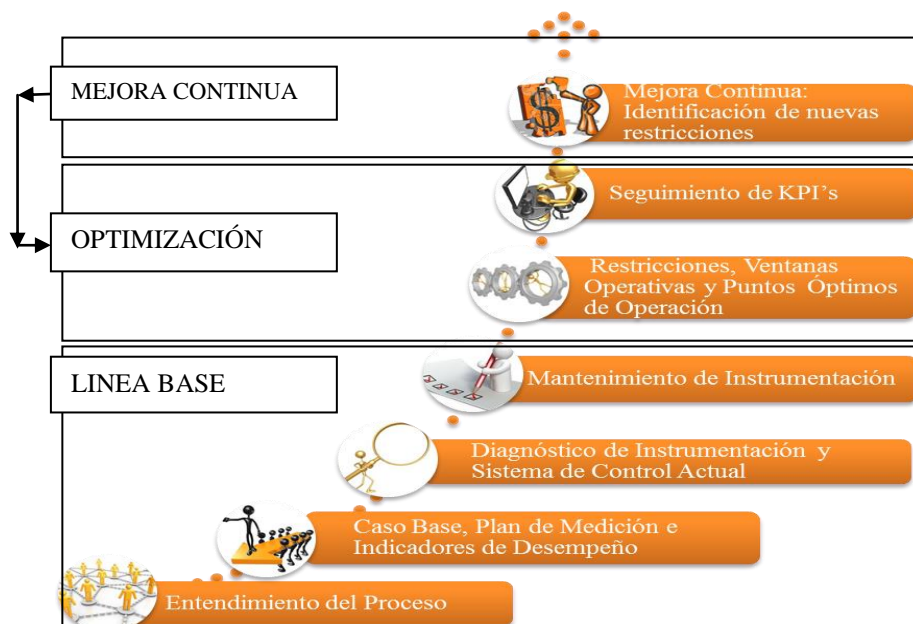 MEJORA CONTINUA
Mejora Continua:
Identificación de nuevas
restricciones
Seguimiento de KPI's
OPTIMIZACIÓN
Restricciones, Ventanas
Operativas y Puntos Óptimos
de Operación
LINEA BASE
Mantenimiento de Instrumentación
Diagnóstico de Instrumentación y
Sistema de Control Actual
Caso Base, Plan de Medición e
Indicadores de Desempeño
Entendimiento del Proceso